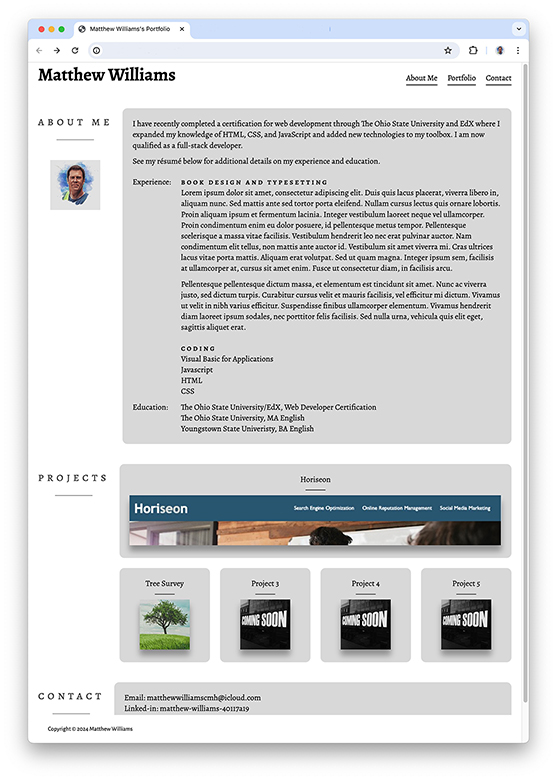 Matthew Williams's Portfolio
Matthew Williams
About Me Portfolio Contact
ABOUT ME
I have recently completed a certification for web development through The Ohio State University and EdX where I
expanded my knowledge of HTML, CSS, and JavaScript and added new technologies to my toolbox. I am now
qualified as a full-stack developer.
See my résumé below for additional details on my experience and education.
Experience: BOOK DESIGN AND TYPESETTING
Lorem ipsum dolor sit amet, consectetur adipiscing elit. Duis quis lacus placerat, viverra libero in,
aliquam nunc. Sed mattis ante sed tortor porta eleifend. Nullam cursus lectus quis ornare lobortis.
Proin aliquam ipsum et fermentum lacinia. Integer vestibulum laoreet neque vel ullamcorper.
Proin condimentum enim eu dolor posuere, id pellentesque metus tempor. Pellentesque
scelerisque a massa vitae facilisis. Vestibulum hendrerit leo nec erat pulvinar auctor. Nam
condimentum elit tellus, non mattis ante auctor id. Vestibulum sit amet viverra mi. Cras ultrices
lacus vitae porta mattis. Aliquam erat volutpat. Sed ut quam magna. Integer ipsum sem, facilisis
at ullamcorper at, cursus sit amet enim. Fusce ut consectetur diam, in facilisis arcu.
Pellentesque pellentesque dictum massa, et elementum est tincidunt sit amet. Nunc ac viverra
justo, sed dictum turpis. Curabitur cursus velit et mauris facilisis, vel efficitur mi dictum. Vivamus
ut velit in nibh varius efficitur. Suspendisse finibus ullamcorper elementum. Vivamus hendrerit
diam laoreet ipsum sodales, nec porttitor felis facilisis. Sed nulla urna, vehicula quis elit eget,
sagittis aliquet erat.
CODING
Visual Basic for Applications
Javascript
HTML
CSS
Education: The Ohio State University/EdX, Web Developer Certification
The Ohio State University, MA English
Youngstown State Univeristy, BA English
PROJECTS
Horiseon
Horiseon Search Engine Optimization Online Reputation Management Social Media Marketing
Tree Survey Project 3 Project 4 Project 5
COMING SOON COMING SOON COMING SOON
CONTACT
Email: matthewwilliamscmh@icloud.com
Linked-in: matthew-williams-40117a19
Copyright © 2024 Matthew Williams